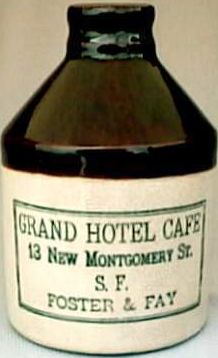 GRAND HOTEL CAFE
13 NEW MONTGOMERY ST.
S. F.
FOSTER & FAY